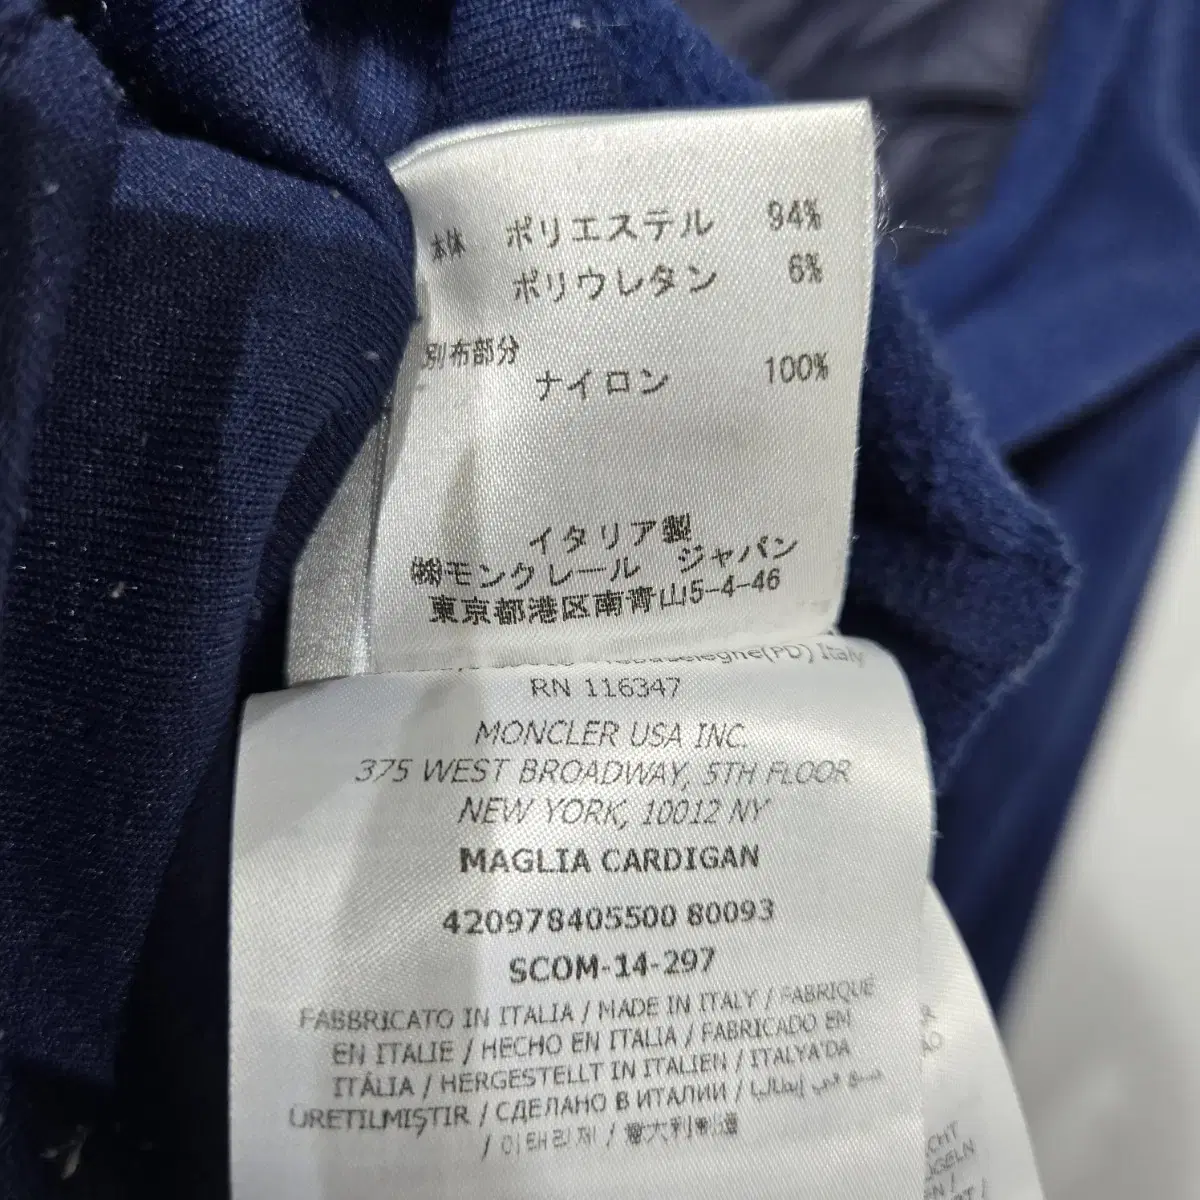 本体 ポリエステル 94%
ポリウレタン 6%
別布部分
ナイロン 100%
イタリア製
㈱モンクレール ジャパン
東京都港区南青山5-4-46
Trebaseleghe(PD) Italy
RN 116347
MONCLER USA INC.
375 WEST BROADWAY, 5TH FLOOR
NEW YORK, 10012 NY
MAGLIA CARDIGAN
420978405500 80093
SCOM-14-297
FABBRICATO IN ITALIA / MADE IN ITALY / FABRIQUÉ
EN ITALIE / HECHO EN ITALIA / FABRICADO EN
ITÁLIA / HERGESTELLT IN ITALIEN / ITALYA'DA
ÜRETILMIŞTIR / СДЕЛАНО В ИТАЛИИ / صنع في إيطاليا
/ 이태리제 / 意大利制造